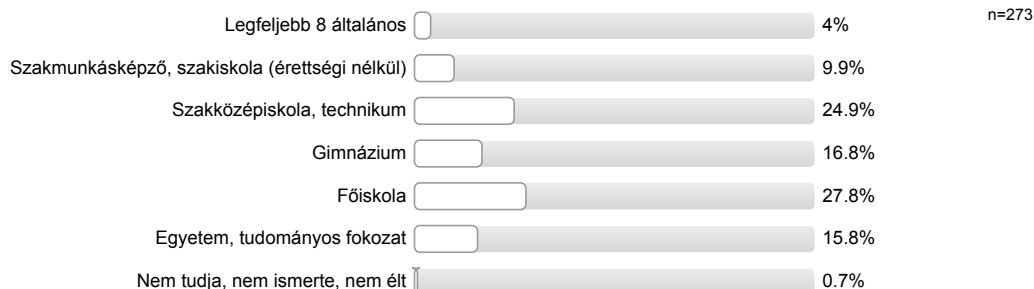 Legfeljebb 8 általános 4% n=273
Szakmunkásképző, szakiskola (érettségi nélkül) 9.9%
Szakközépiskola, technikum 24.9%
Gimnázium 16.8%
Főiskola 27.8%
Egyetem, tudományos fokozat 15.8%
Nem tudja, nem ismerte, nem élt 0.7%